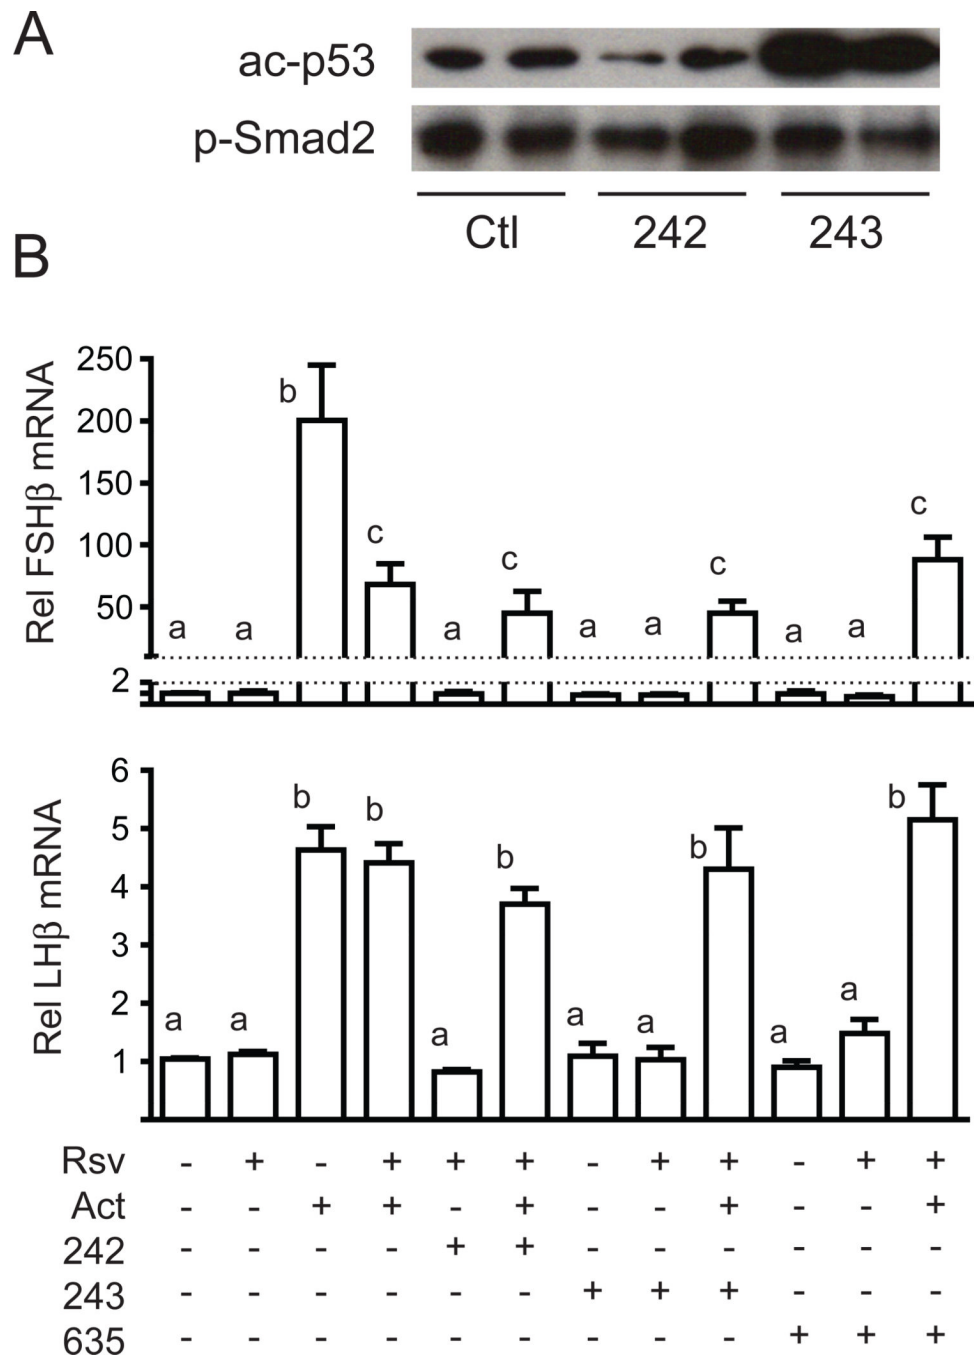 A
ac-p53
p-Smad2
Ctl 242 243
B
Rel FSHβ mRNA
250
200
150
100
50
2
a a b c a c a a c a a c
Rel LHβ mRNA
6
5
4
3
2
1
a a b b a b a a b a a b
Rsv - + - + + + - + + - + +
Act - - + + - + - - + - - +
242 - - - - + + - - - - - -
243 - - - - - - + + + - - -
635 - - - - - - - - - + + +